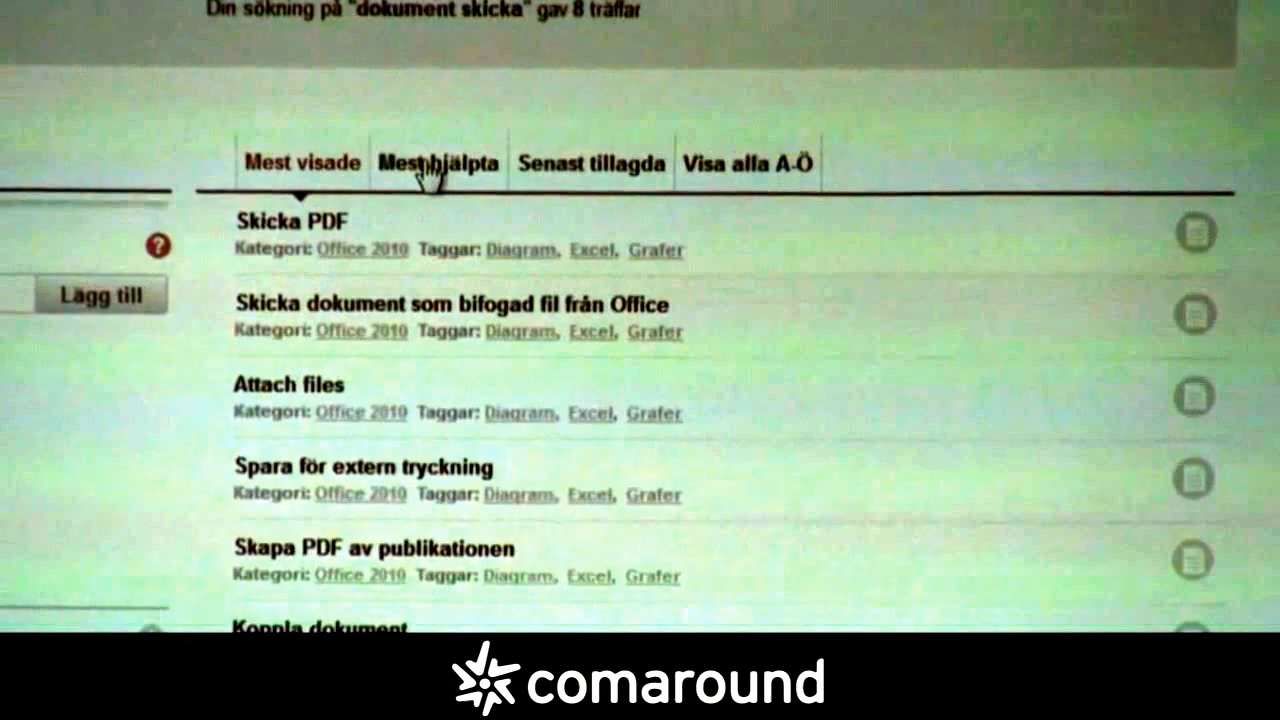 Din sökning på "dokument skicka" gav 8 träffar
Mest visade Mest hjälpta Senast tillagda Visa alla A-Ö
Skicka PDF
Kategori: Office 2010 Taggar: Diagram, Excel, Grafer
?
Lägg till
Skicka dokument som bifogad fil från Office
Kategori: Office 2010 Taggar: Diagram, Excel, Grafer
Attach files
Kategori: Office 2010 Taggar: Diagram, Excel, Grafer
Spara för extern tryckning
Kategori: Office 2010 Taggar: Diagram, Excel, Grafer
Skapa PDF av publikationen
Kategori: Office 2010 Taggar: Diagram, Excel, Grafer
Koppla dokument
comaround